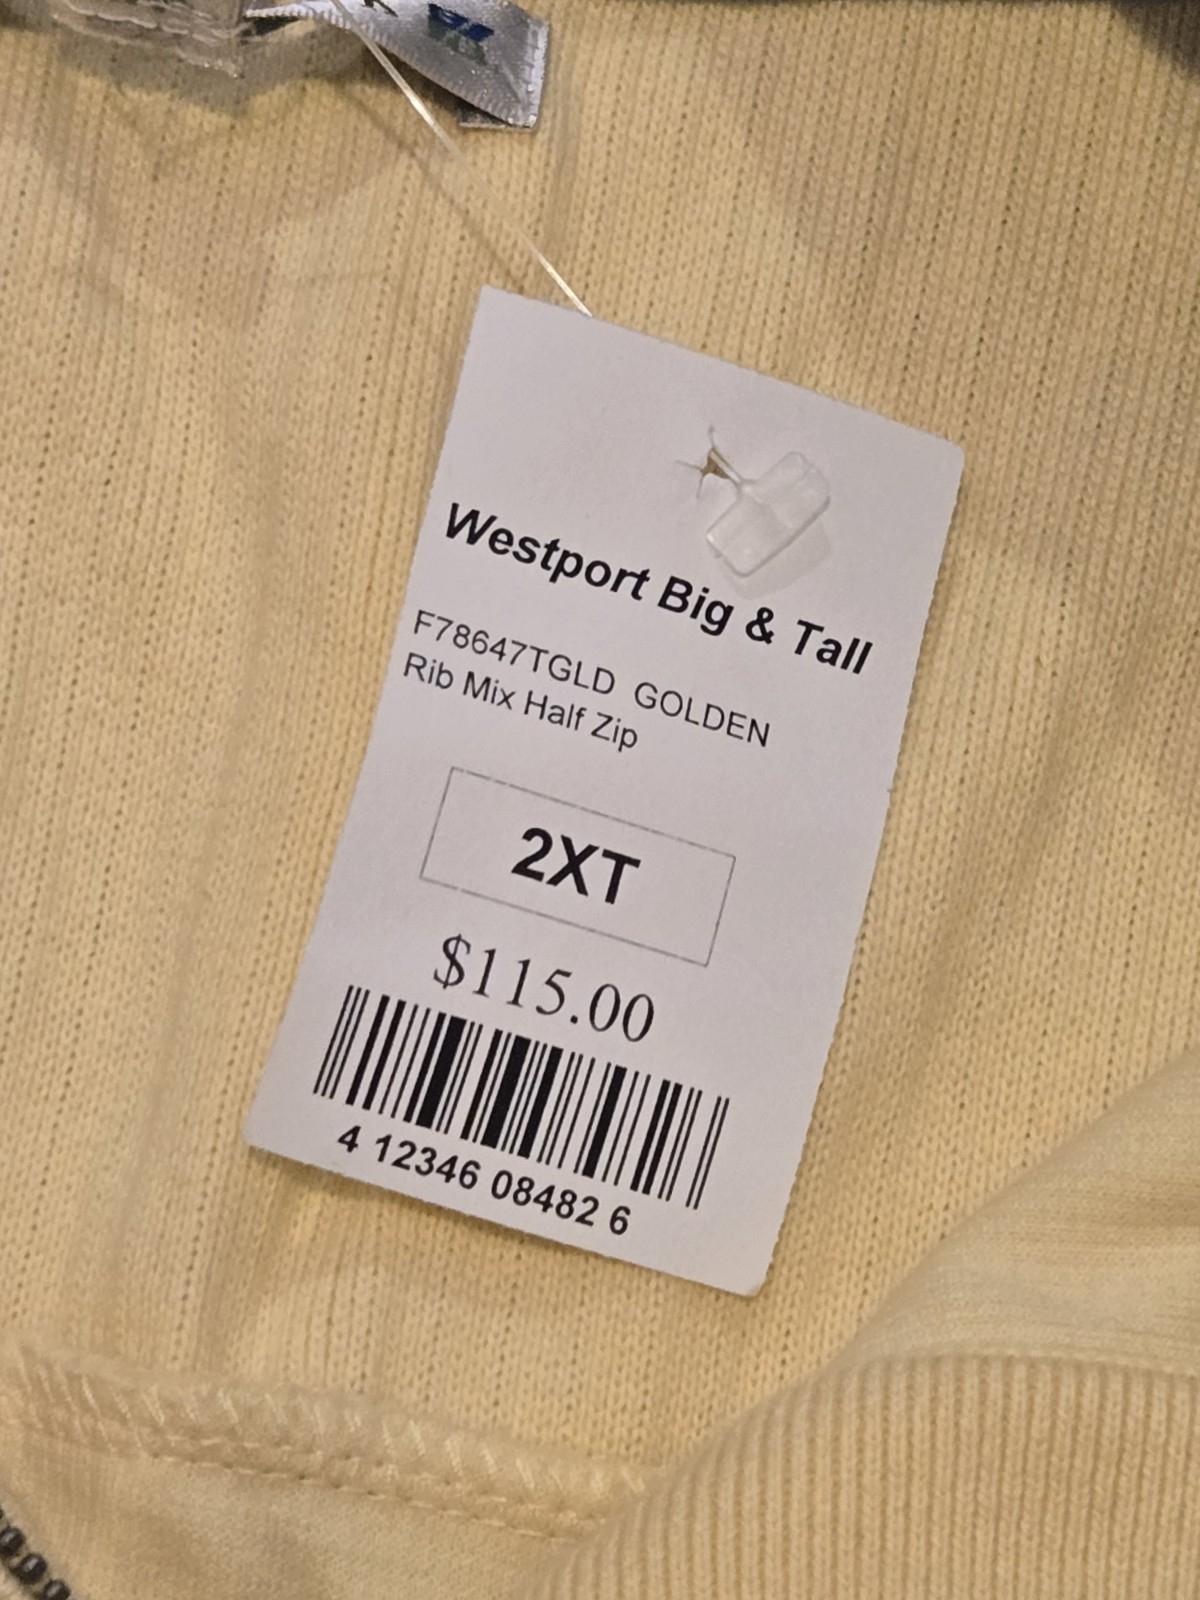 Westport Big & Tall
F78647TGLD GOLDEN
Rib Mix Half Zip
2XT
$115.00
4 12346 08482 6